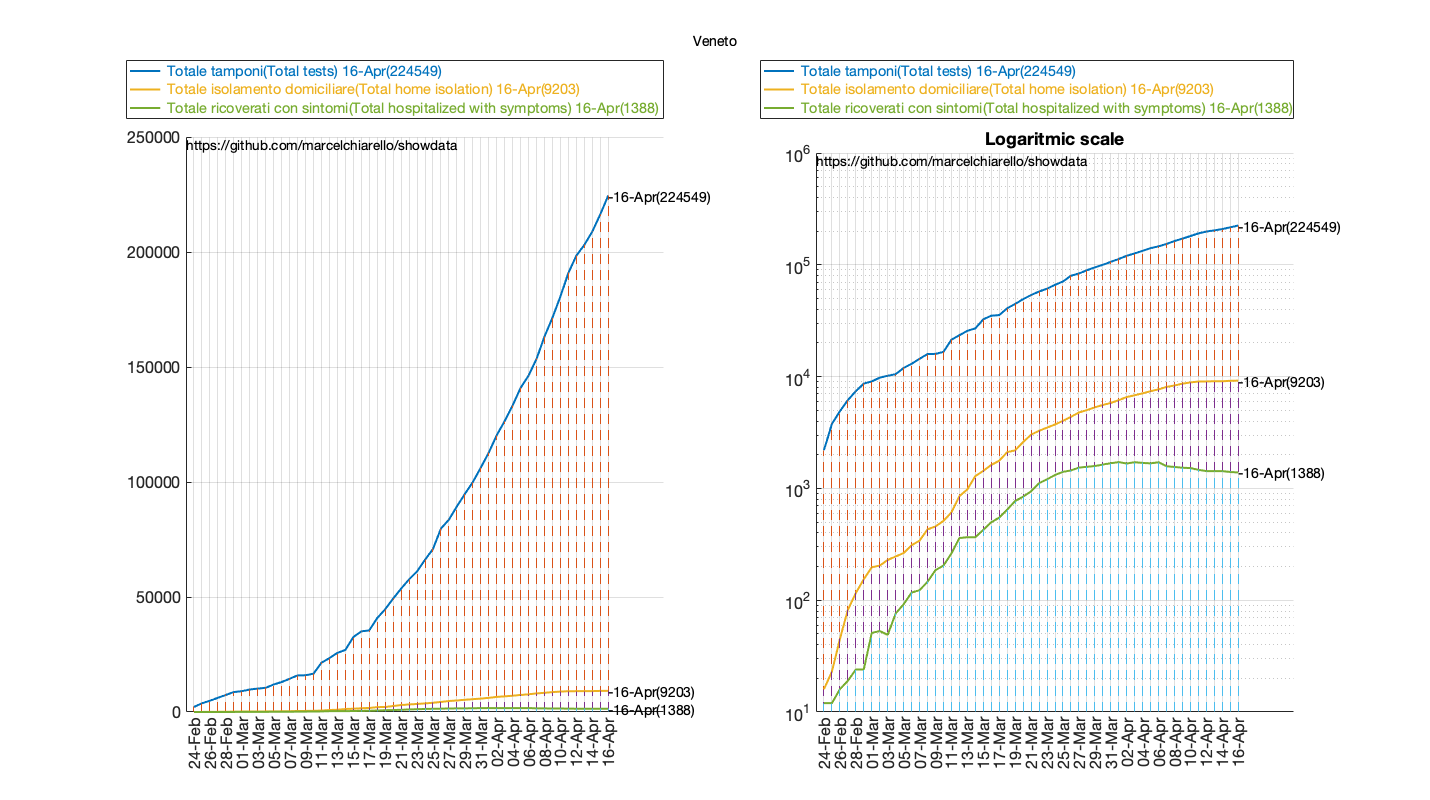 Veneto
Totale tamponi(Total tests) 16-Apr(224549)
Totale isolamento domiciliare(Total home isolation) 16-Apr(9203)
Totale ricoverati con sintomi(Total hospitalized with symptoms) 16-Apr(1388)
https://github.com/marcelchiarello/showdata
250000
200000
150000
100000
50000
0
16-Apr(224549)
16-Apr(9203)
16-Apr(1388)
24-Feb
26-Feb
28-Feb
01-Mar
03-Mar
05-Mar
07-Mar
09-Mar
11-Mar
13-Mar
15-Mar
17-Mar
19-Mar
21-Mar
23-Mar
25-Mar
27-Mar
29-Mar
31-Mar
02-Apr
04-Apr
06-Apr
08-Apr
10-Apr
12-Apr
14-Apr
16-Apr
Totale tamponi(Total tests) 16-Apr(224549)
Totale isolamento domiciliare(Total home isolation) 16-Apr(9203)
Totale ricoverati con sintomi(Total hospitalized with symptoms) 16-Apr(1388)
Logaritmic scale
https://github.com/marcelchiarello/showdata
10^6
10^5
10^4
10^3
10^2
10^1
16-Apr(224549)
16-Apr(9203)
16-Apr(1388)
24-Feb
26-Feb
28-Feb
01-Mar
03-Mar
05-Mar
07-Mar
09-Mar
11-Mar
13-Mar
15-Mar
17-Mar
19-Mar
21-Mar
23-Mar
25-Mar
27-Mar
29-Mar
31-Mar
02-Apr
04-Apr
06-Apr
08-Apr
10-Apr
12-Apr
14-Apr
16-Apr